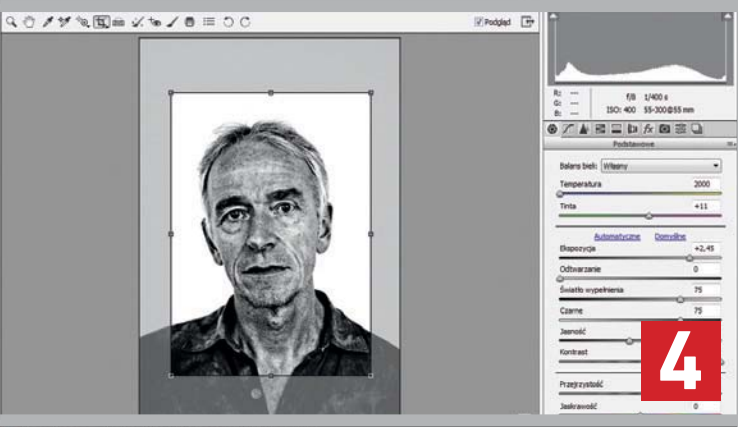 Podgląd
R: ---
G: ---
B: ---
f/8 1/400 s
ISO: 400 55-300@55 mm
Podstawowe
Balans bieli: Własny
Temperatura 2000
Tinta +11
Automatyczne Domyślne
Ekspozycja +2,45
Odtwarzanie 0
Światło wypełnienia 75
Czarne 75
Jasność
Kontrast
4
Przejrzystość
Jaskrawość 0